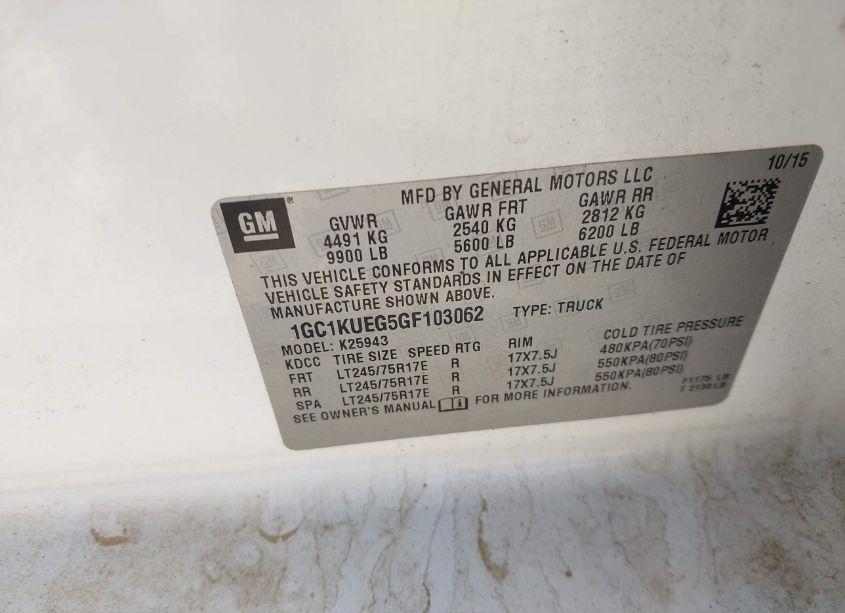 10/15
MFD BY GENERAL MOTORS LLC
GM
GVWR GAWR FRT GAWR RR
4491 KG 2540 KG 2812 KG
9900 LB 5600 LB 6200 LB
THIS VEHICLE CONFORMS TO ALL APPLICABLE U.S. FEDERAL MOTOR
VEHICLE SAFETY STANDARDS IN EFFECT ON THE DATE OF
MANUFACTURE SHOWN ABOVE.
1GC1KUEG5GF103062 TYPE: TRUCK
MODEL: K25943
KDCC TIRE SIZE SPEED RTG RIM COLD TIRE PRESSURE
FRT LT245/75R17E R 17X7.5J 480KPA(70PSI)
RR LT245/75R17E R 17X7.5J 550KPA(80PSI)
SPA LT245/75R17E R 17X7.5J 550KPA(80PSI)
SEE OWNER'S MANUAL FOR MORE INFORMATION.
F1175 LB
T 2130 LB